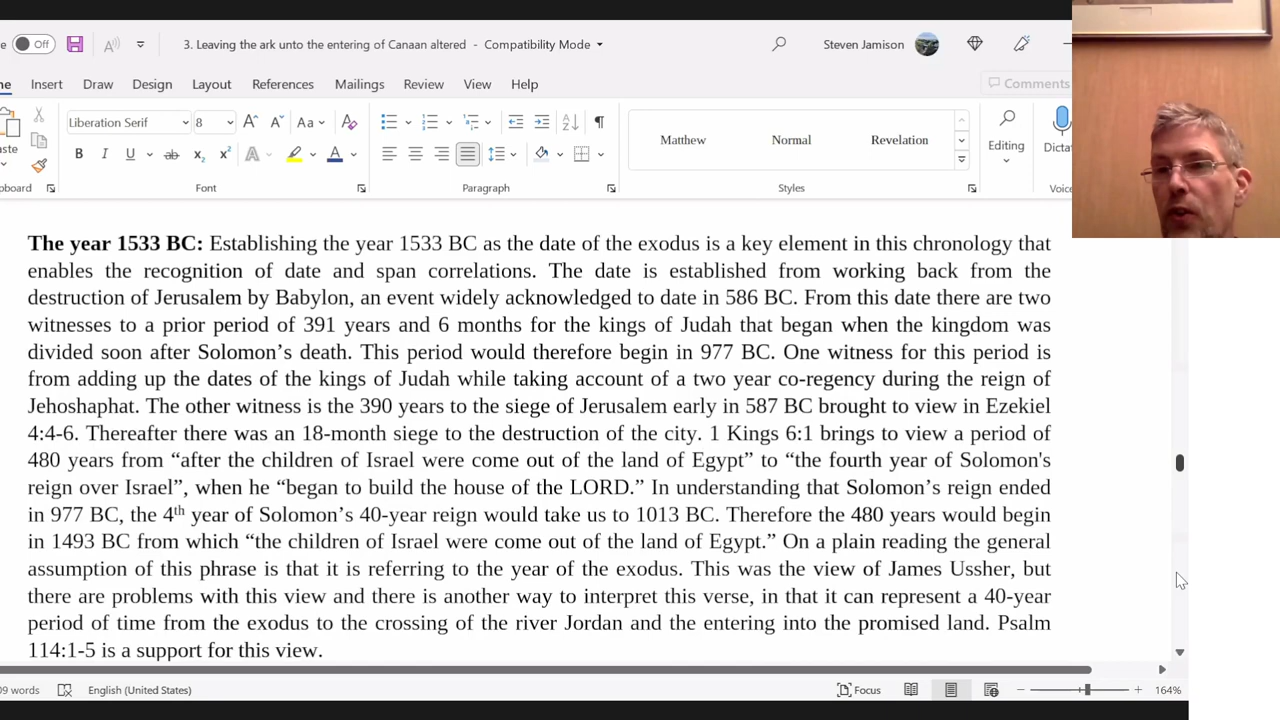 Off
3. Leaving the ark unto the entering of Canaan altered - Compatibility Mode
Steven Jamison
Insert Draw Design Layout References Mailings Review View Help
Comments
Liberation Serif 8
Matthew Normal Revelation
Editing
Font Paragraph Styles
The year 1533 BC: Establishing the year 1533 BC as the date of the exodus is a key element in this chronology that
enables the recognition of date and span correlations. The date is established from working back from the
destruction of Jerusalem by Babylon, an event widely acknowledged to date in 586 BC. From this date there are two
witnesses to a prior period of 391 years and 6 months for the kings of Judah that began when the kingdom was
divided soon after Solomon’s death. This period would therefore begin in 977 BC. One witness for this period is
from adding up the dates of the kings of Judah while taking account of a two year co-regency during the reign of
Jehoshaphat. The other witness is the 390 years to the siege of Jerusalem early in 587 BC brought to view in Ezekiel
4:4-6. Thereafter there was an 18-month siege to the destruction of the city. 1 Kings 6:1 brings to view a period of
480 years from “after the children of Israel were come out of the land of Egypt” to “the fourth year of Solomon's
reign over Israel”, when he “began to build the house of the LORD.” In understanding that Solomon’s reign ended
in 977 BC, the 4th year of Solomon’s 40-year reign would take us to 1013 BC. Therefore the 480 years would begin
in 1493 BC from which “the children of Israel were come out of the land of Egypt.” On a plain reading the general
assumption of this phrase is that it is referring to the year of the exodus. This was the view of James Ussher, but
there are problems with this view and there is another way to interpret this verse, in that it can represent a 40-year
period of time from the exodus to the crossing of the river Jordan and the entering into the promised land. Psalm
114:1-5 is a support for this view.
English (United States)
Focus
164%